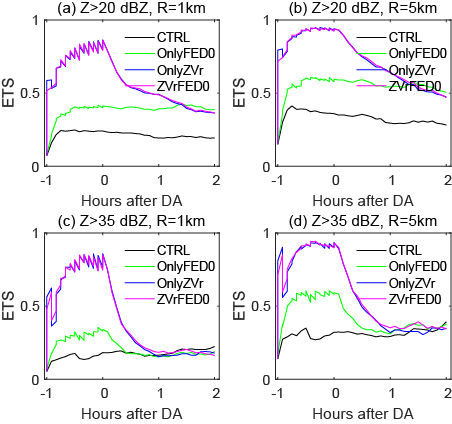 (a) Z>20 dBZ, R=1km
1
0.5
0
ETS
CTRL
OnlyFED0
OnlyZVr
ZVrFED0
-1 0 1 2
Hours after DA
(b) Z>20 dBZ, R=5km
1
0.5
0
ETS
CTRL
OnlyFED0
OnlyZVr
ZVrFED0
-1 0 1 2
Hours after DA
(c) Z>35 dBZ, R=1km
1
0.5
0
ETS
CTRL
OnlyFED0
OnlyZVr
ZVrFED0
-1 0 1 2
Hours after DA
(d) Z>35 dBZ, R=5km
1
0.5
0
ETS
CTRL
OnlyFED0
OnlyZVr
ZVrFED0
-1 0 1 2
Hours after DA